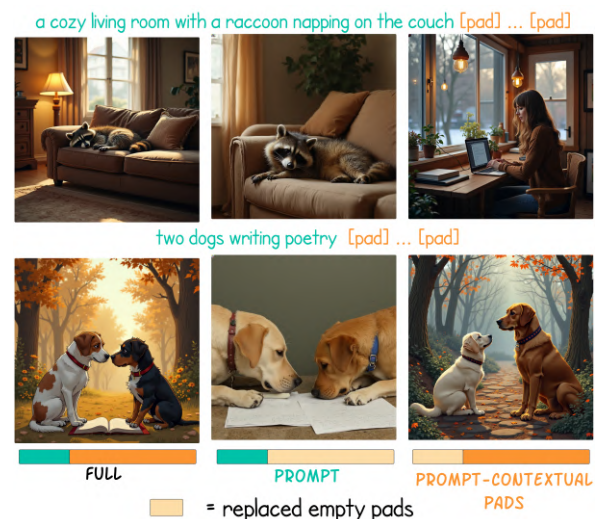 a cozy living room with a raccoon napping on the couch [pad] ... [pad]
two dogs writing poetry [pad] ... [pad]
FULL
PROMPT
PROMPT-CONTEXTUAL
PADS
= replaced empty pads